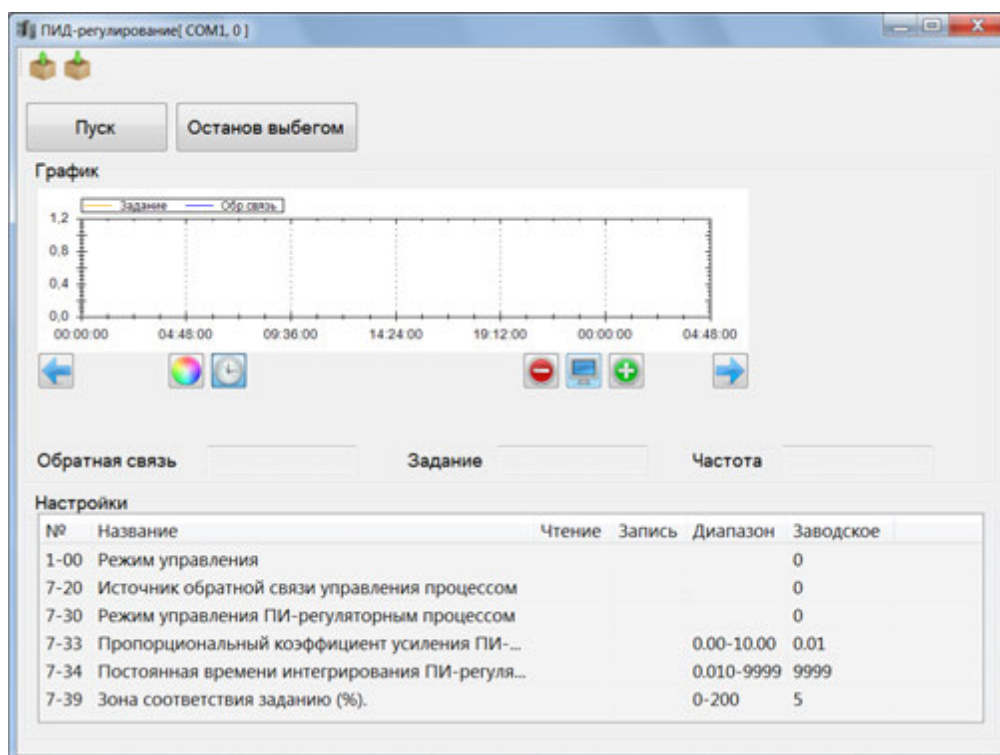 ПИД-регулирование[ COM1, 0 ]
Пуск Останов выбегом
График
Задание Обр.связь
1,2
0,8
0,4
0,0
00:00:00 04:48:00 09:36:00 14:24:00 19:12:00 00:00:00 04:48:00
Обратная связь Задание Частота
Настройки
№ Название Чтение Запись Диапазон Заводское
1-00 Режим управления 0
7-20 Источник обратной связи управления процессом 0
7-30 Режим управления ПИ-регуляторным процессом 0
7-33 Пропорциональный коэффициент усиления ПИ-... 0.00-10.00 0.01
7-34 Постоянная времени интегрирования ПИ-регуля... 0.010-9999 9999
7-39 Зона соответствия заданию (%). 0-200 5